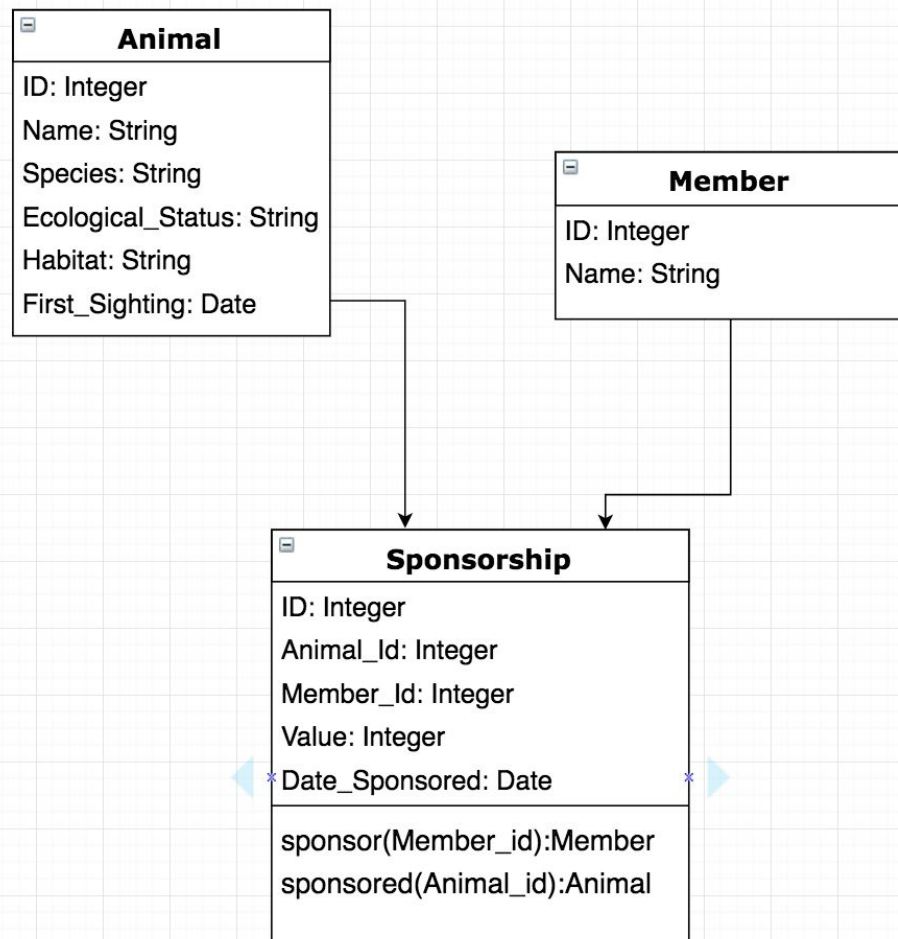 Animal
ID: Integer
Name: String
Species: String
Ecological_Status: String
Habitat: String
First_Sighting: Date
Member
ID: Integer
Name: String
Sponsorship
ID: Integer
Animal_Id: Integer
Member_Id: Integer
Value: Integer
Date_Sponsored: Date
sponsor(Member_id):Member
sponsored(Animal_id):Animal